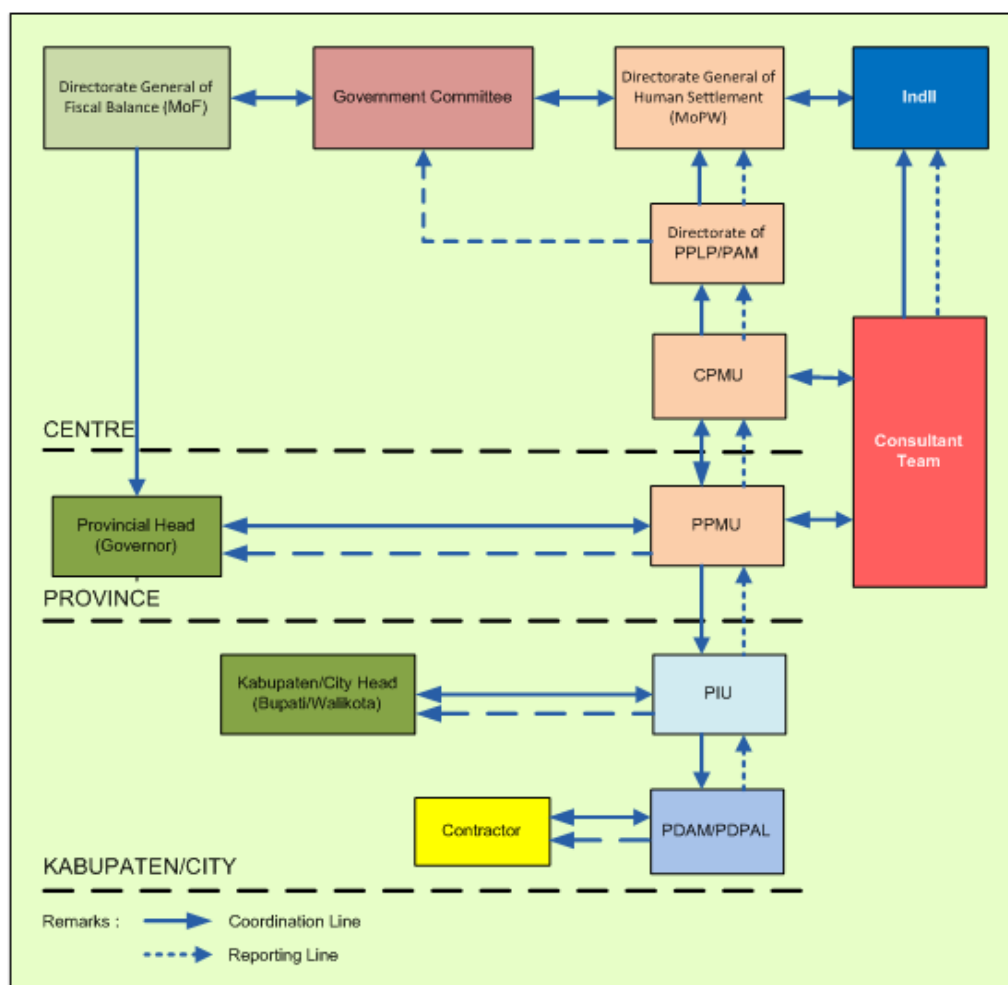 Directorate General of
Fiscal Balance (MoF)
Government Committee
Directorate General of
Human Settlement
(MoPW)
IndII
Directorate of
PPLP/PAM
CPMU
Consultant
Team
CENTRE
Provincial Head
(Governor)
PPMU
PROVINCE
Kabupaten/City Head
(Bupati/Walikota)
PIU
Contractor
PDAM/PDPAL
KABUPATEN/CITY
Remarks :
Coordination Line
Reporting Line